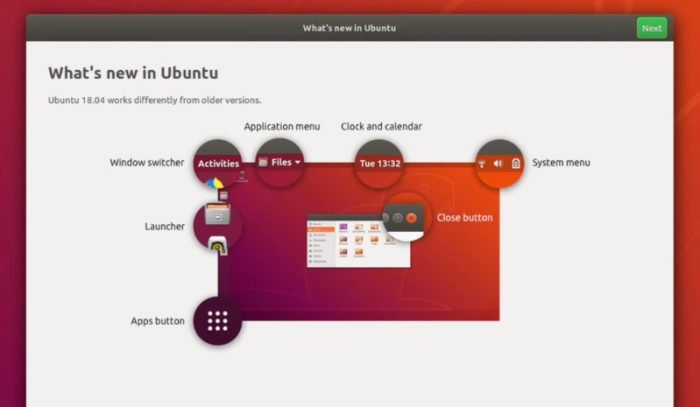 What's new in Ubuntu
Next
What's new in Ubuntu
Ubuntu 18.04 works differently from older versions.
Application menu
Clock and calendar
Window switcher
Activities
Files
Tue 13:32
System menu
Launcher
Close button
Apps button